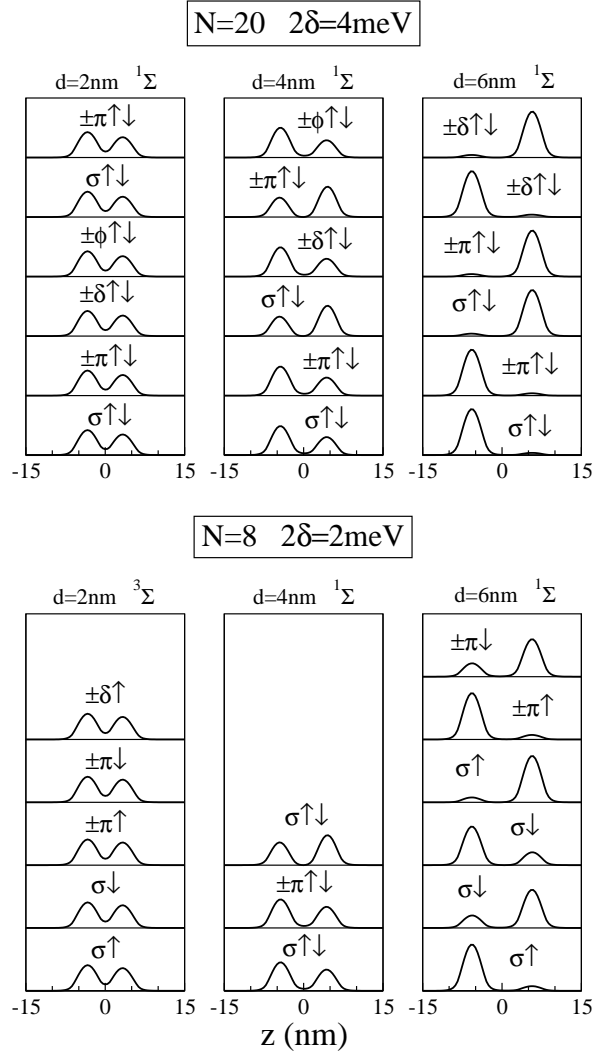 N=20 2δ=4meV
d=2nm ¹Σ
±π↑↓
σ↑↓
±φ↑↓
±δ↑↓
±π↑↓
σ↑↓
-15 0 15
d=4nm ¹Σ
±φ↑↓
±π↑↓
±δ↑↓
σ↑↓
±π↑↓
σ↑↓
-15 0 15
d=6nm ¹Σ
±δ↑↓
±δ↑↓
±π↑↓
σ↑↓
±π↑↓
σ↑↓
-15 0 15
N=8 2δ=2meV
d=2nm ³Σ
±δ↑
±π↓
±π↑
σ↓
σ↑
-15 0 15
d=4nm ¹Σ
σ↑↓
±π↑↓
σ↑↓
-15 0 15
d=6nm ¹Σ
±π↓
±π↑
σ↑
σ↓
σ↓
σ↑
-15 0 15
z (nm)